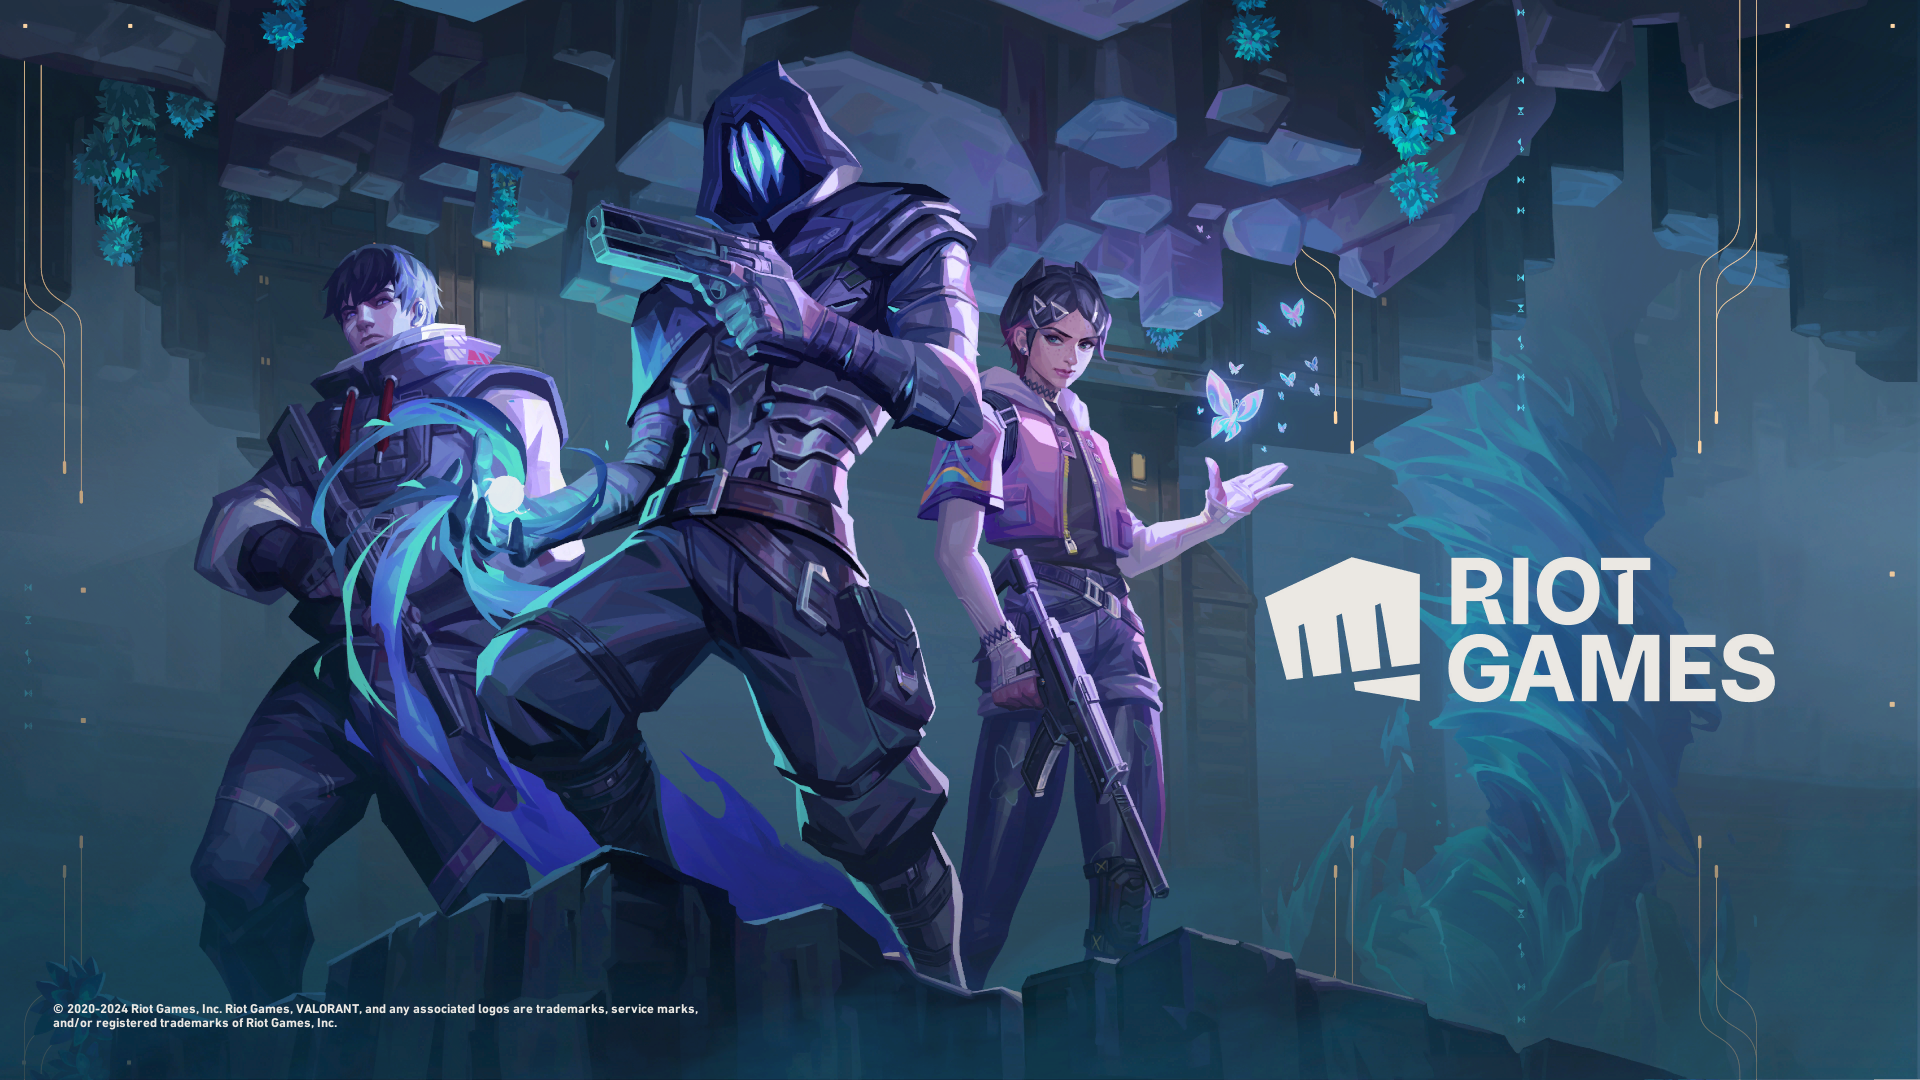 RIOT
GAMES
© 2020-2024 Riot Games, Inc. Riot Games, VALORANT, and any associated logos are trademarks, service marks,
and/or registered trademarks of Riot Games, Inc.